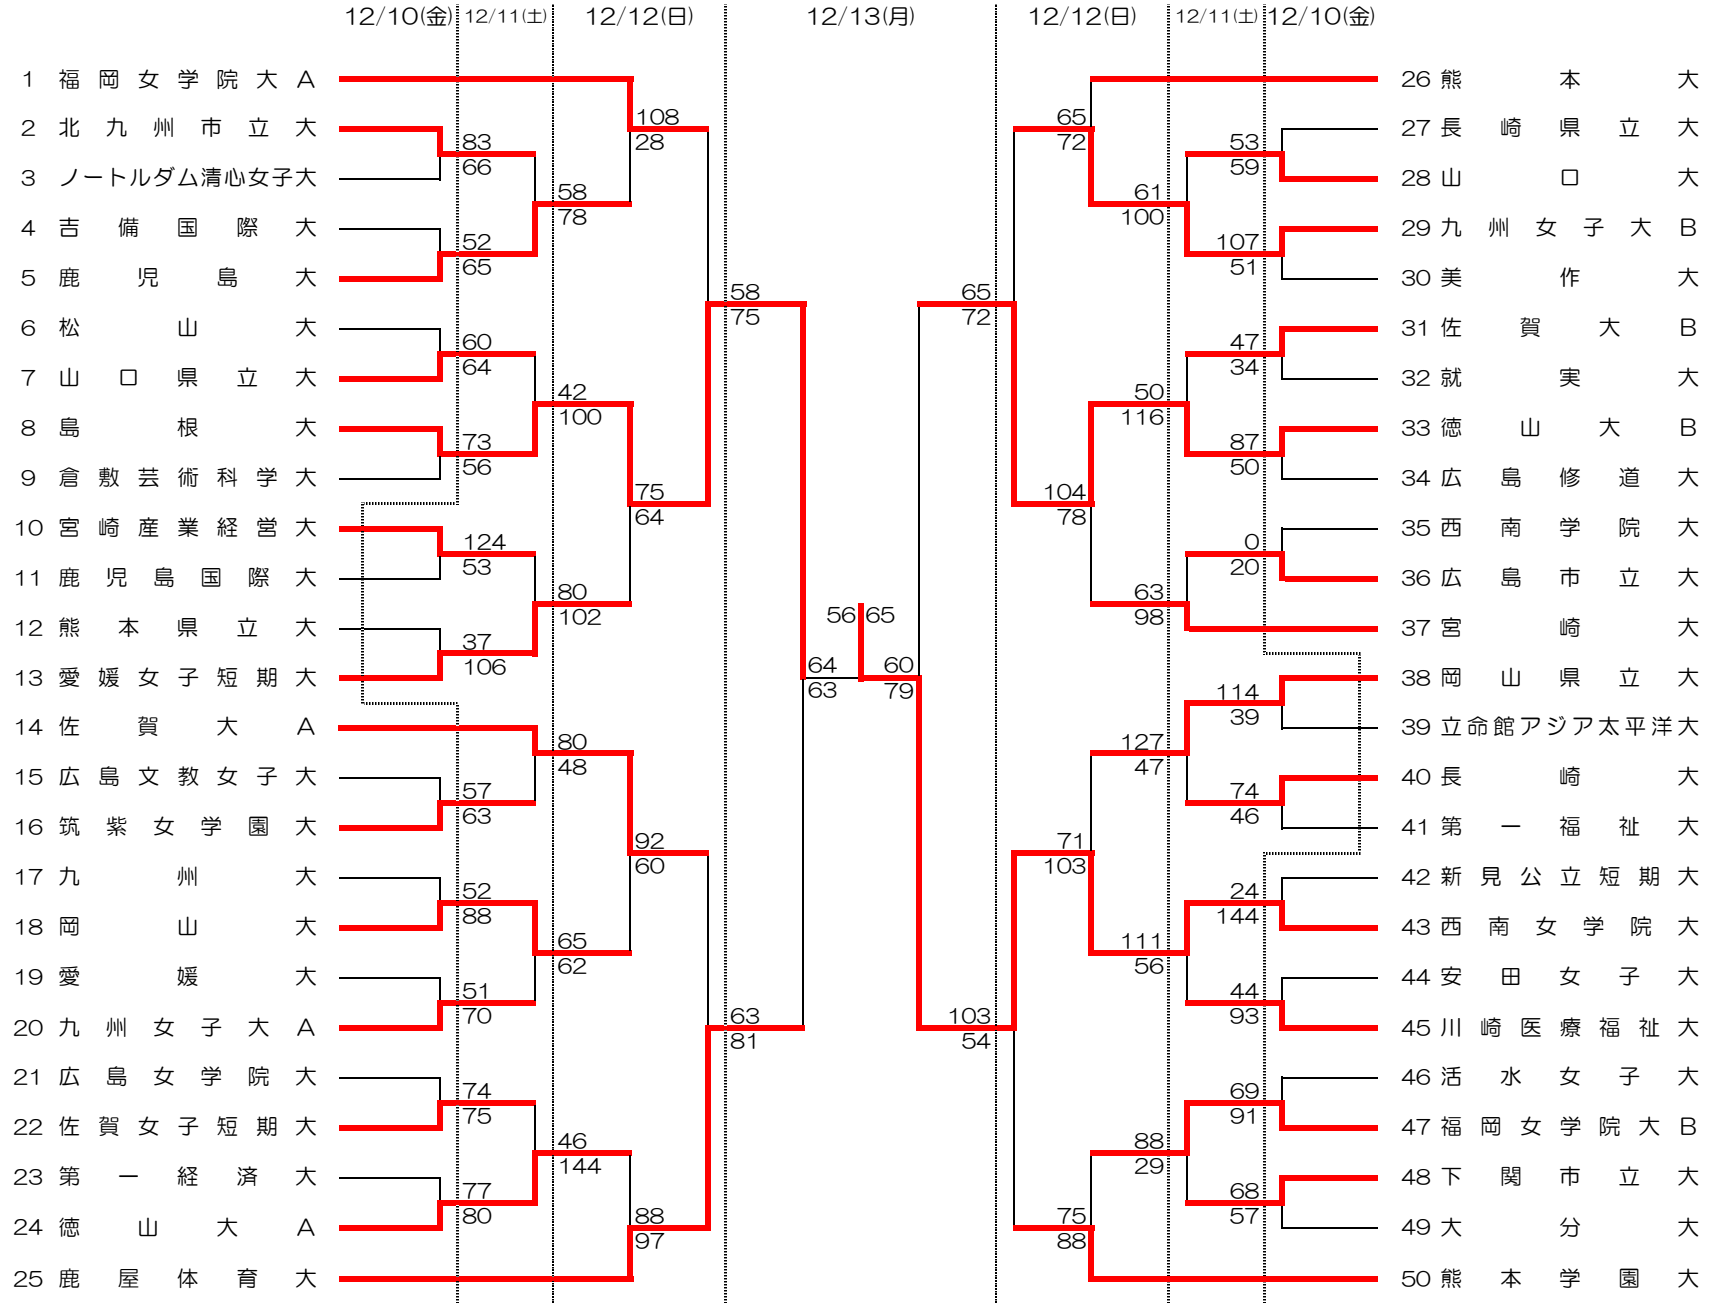 12/10(金) 12/11(土) 12/12(日) 12/13(月) 12/12(日) 12/11(土) 12/10(金)
1 福岡女学院大A 26 熊本大
108 65
2 北九州市立大 27 長崎県立大
28 72
83 53
66 59
3 ノートルダム清心女子大 28 山口大
58 61
78 100
4 吉備国際大 29 九州女子大B
52 107
65 51
5 鹿児島大 30 美作大
58 65
75 72
6 松山大 31 佐賀大B
60 47
64 34
7 山口県立大 32 就実大
42 50
100 116
8 島根大 33 徳山大B
73 87
56 50
9 倉敷芸術科学大 34 広島修道大
75 104
64 78
10 宮崎産業経営大 35 西南学院大
124 0
53 20
11 鹿児島国際大 36 広島市立大
80 63
102 98
56 65
12 熊本県立大 37 宮崎大
37
106
64 60
13 愛媛女子短期大 38 岡山県立大
63 79
114
39
14 佐賀大A 39 立命館アジア太平洋大
80 127
48 47
15 広島文教女子大 40 長崎大
57 74
63 46
16 筑紫女学園大 41 第一福祉大
92 71
60 103
17 九州大 42 新見公立短期大
52 24
88 144
18 岡山大 43 西南女学院大
65 111
62 56
19 愛媛大 44 安田女子大
51 44
70 93
20 九州女子大A 45 川崎医療福祉大
63 103
81 54
21 広島女学院大 46 活水女子大
74 69
75 91
22 佐賀女子短期大 47 福岡女学院大B
46 88
144 29
23 第一経済大 48 下関市立大
77 68
80 57
24 徳山大A 49 大分大
88 75
97 88
25 鹿屋体育大 50 熊本学園大